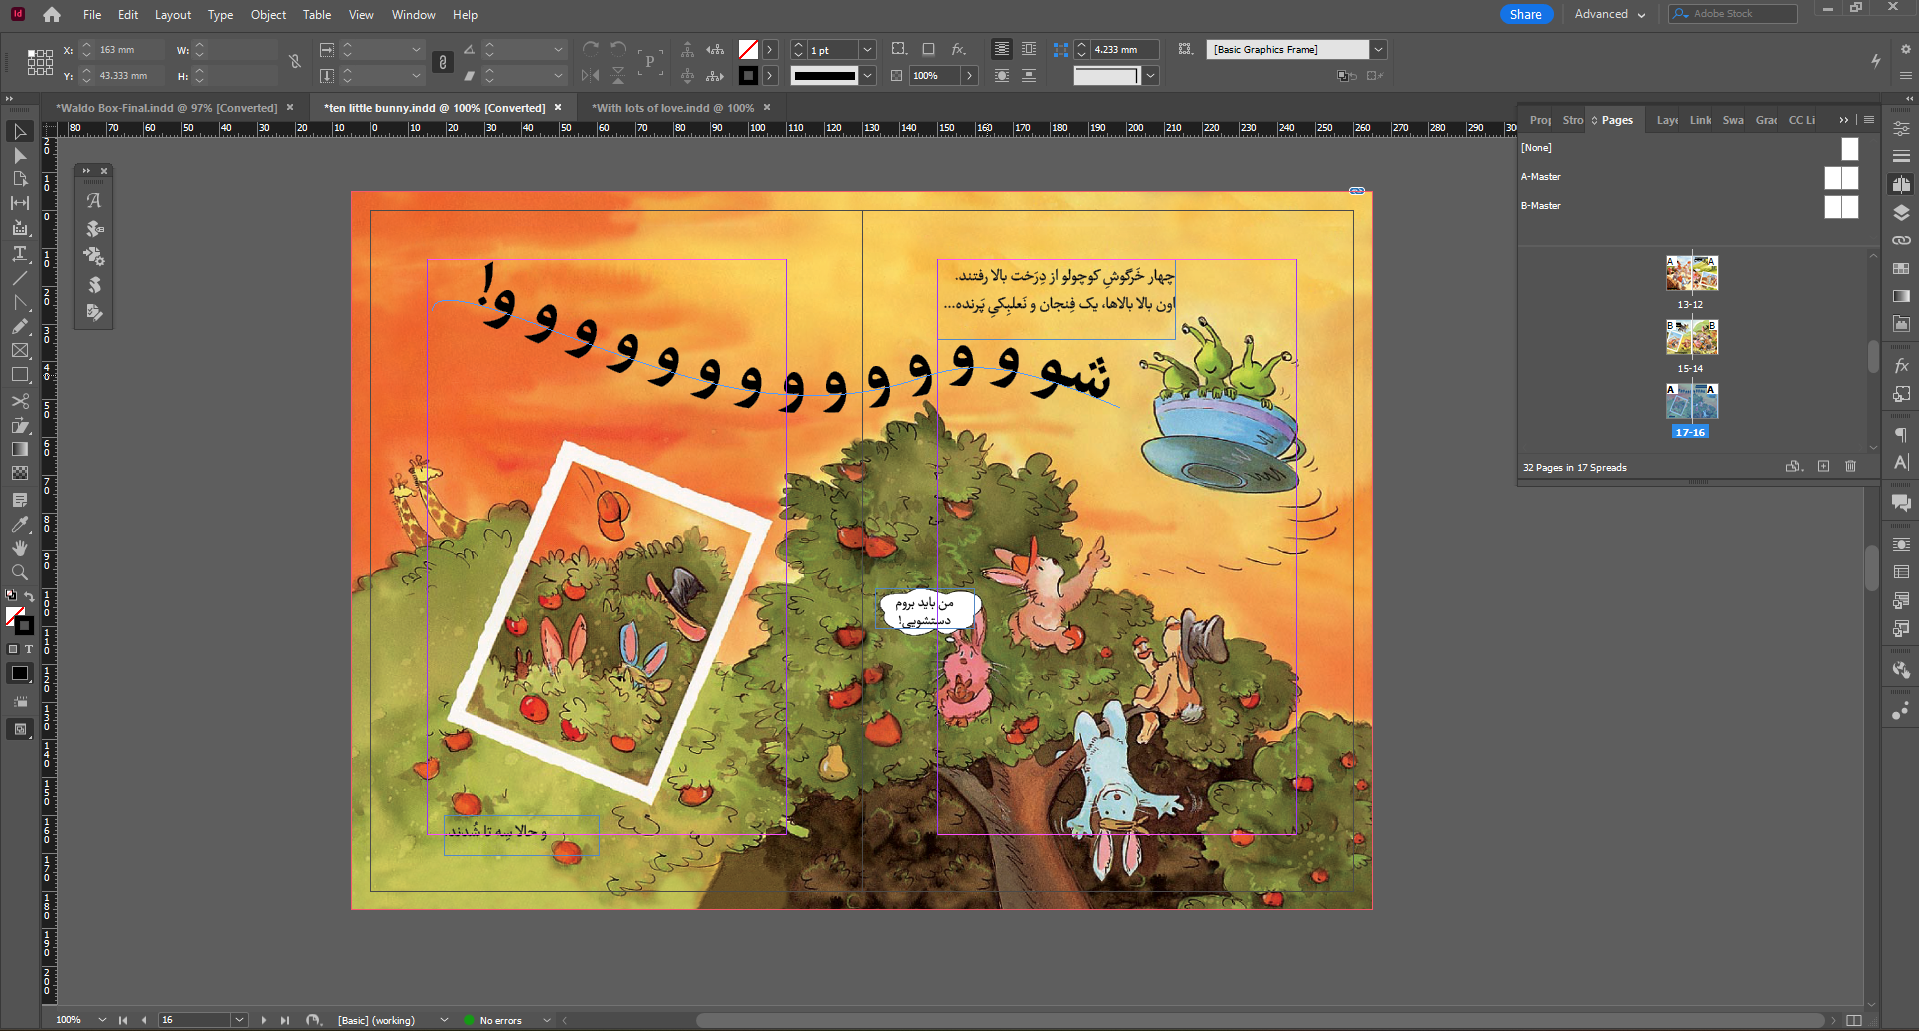 File Edit Layout Type Object Table View Window Help
Share Advanced Adobe Stock
X: 163 mm W:
Y: 43.333 mm H:
1 pt
100%
4.233 mm
[Basic Graphics Frame]
*Waldo Box-Final.indd @ 97% [Converted]
*ten little bunny.indd @ 100% [Converted]
*With lots of love.indd @ 100%
80 70 60 50 40 30 20 10 0 10 20 30 40 50 60 70 80 90 100 110 120 130 140 150 160 170 180 190 200 210 220 230 240 250 260 270 280 290 300
چهار خَرگوشِ کوچولو از دِرَخت بالا رفتند.
اون بالا بالاها، یک فِنجان و نَعلبِکیِ پَرنده...
شو و و و و و و و و و و و و و و!
من باید بروم
دستشویی!
و حالا سِه تا شُدند
Prop Stro Pages Laye Link Swa Grad CC Li
[None]
A-Master
B-Master
A A
13-12
B B
15-14
A A
17-16
32 Pages in 17 Spreads
100% 16 [Basic] (working) No errors